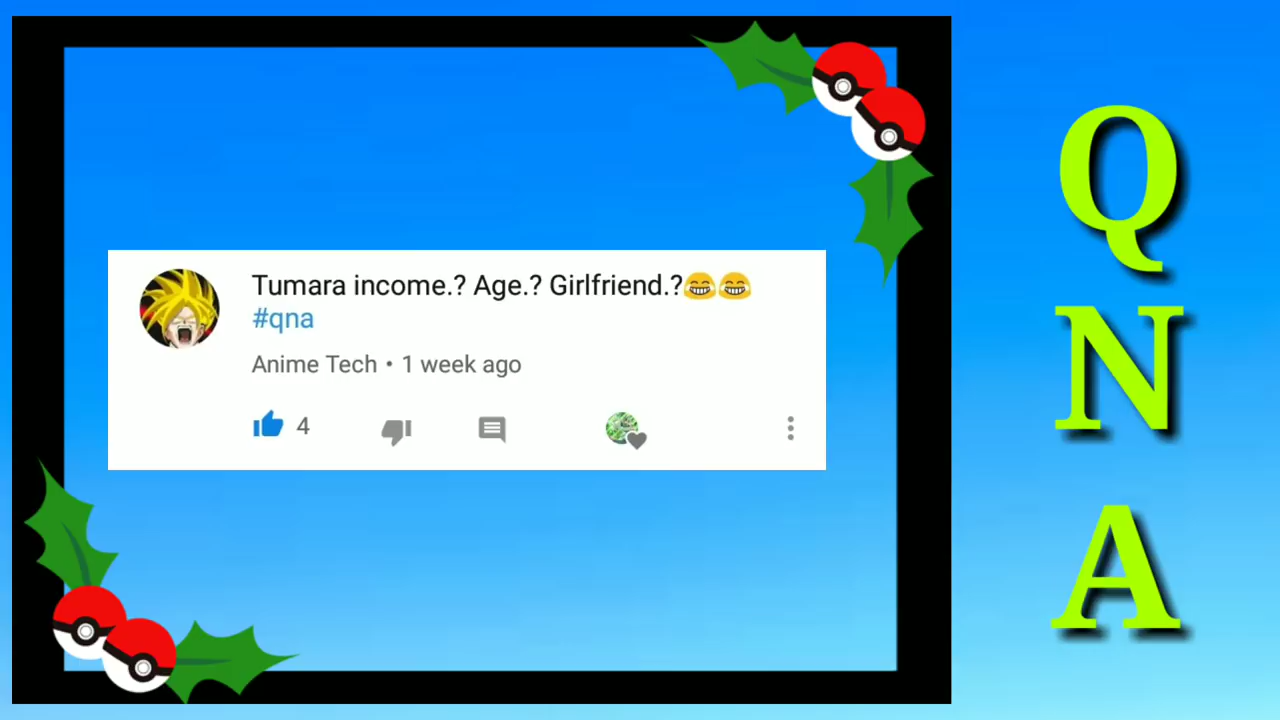 Tumara income.? Age.? Girlfriend.?😂😂
#qna
Anime Tech • 1 week ago
4
Q
N
A